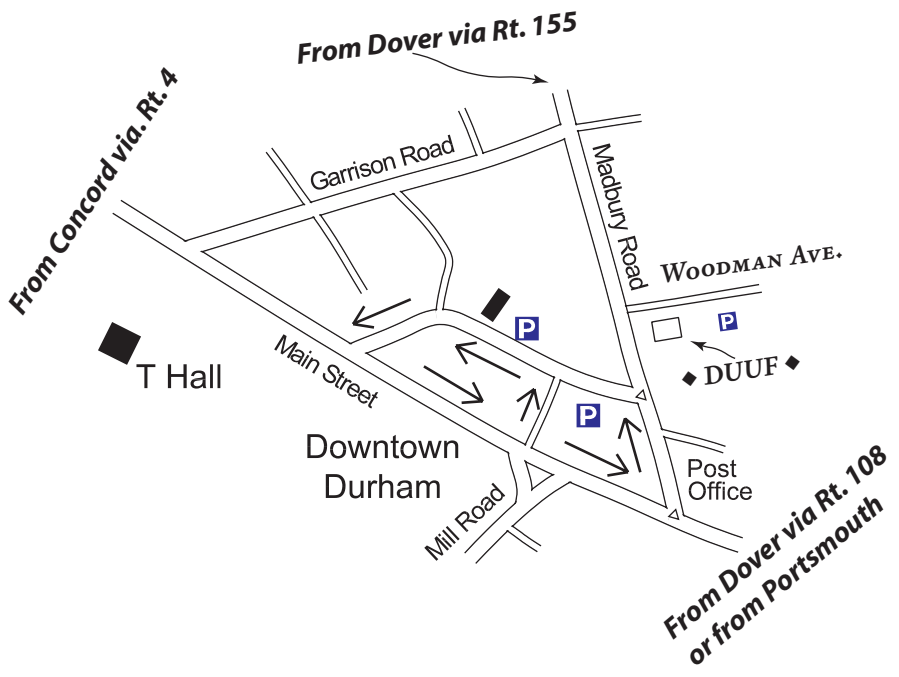 From Dover via Rt. 155
From Concord via. Rt. 4
Garrison Road
Madbury Road
WOODMAN AVE.
P
P
DUUF
P
Main Street
T Hall
Downtown
Durham
Mill Road
Post
Office
From Dover via Rt. 108
or from Portsmouth